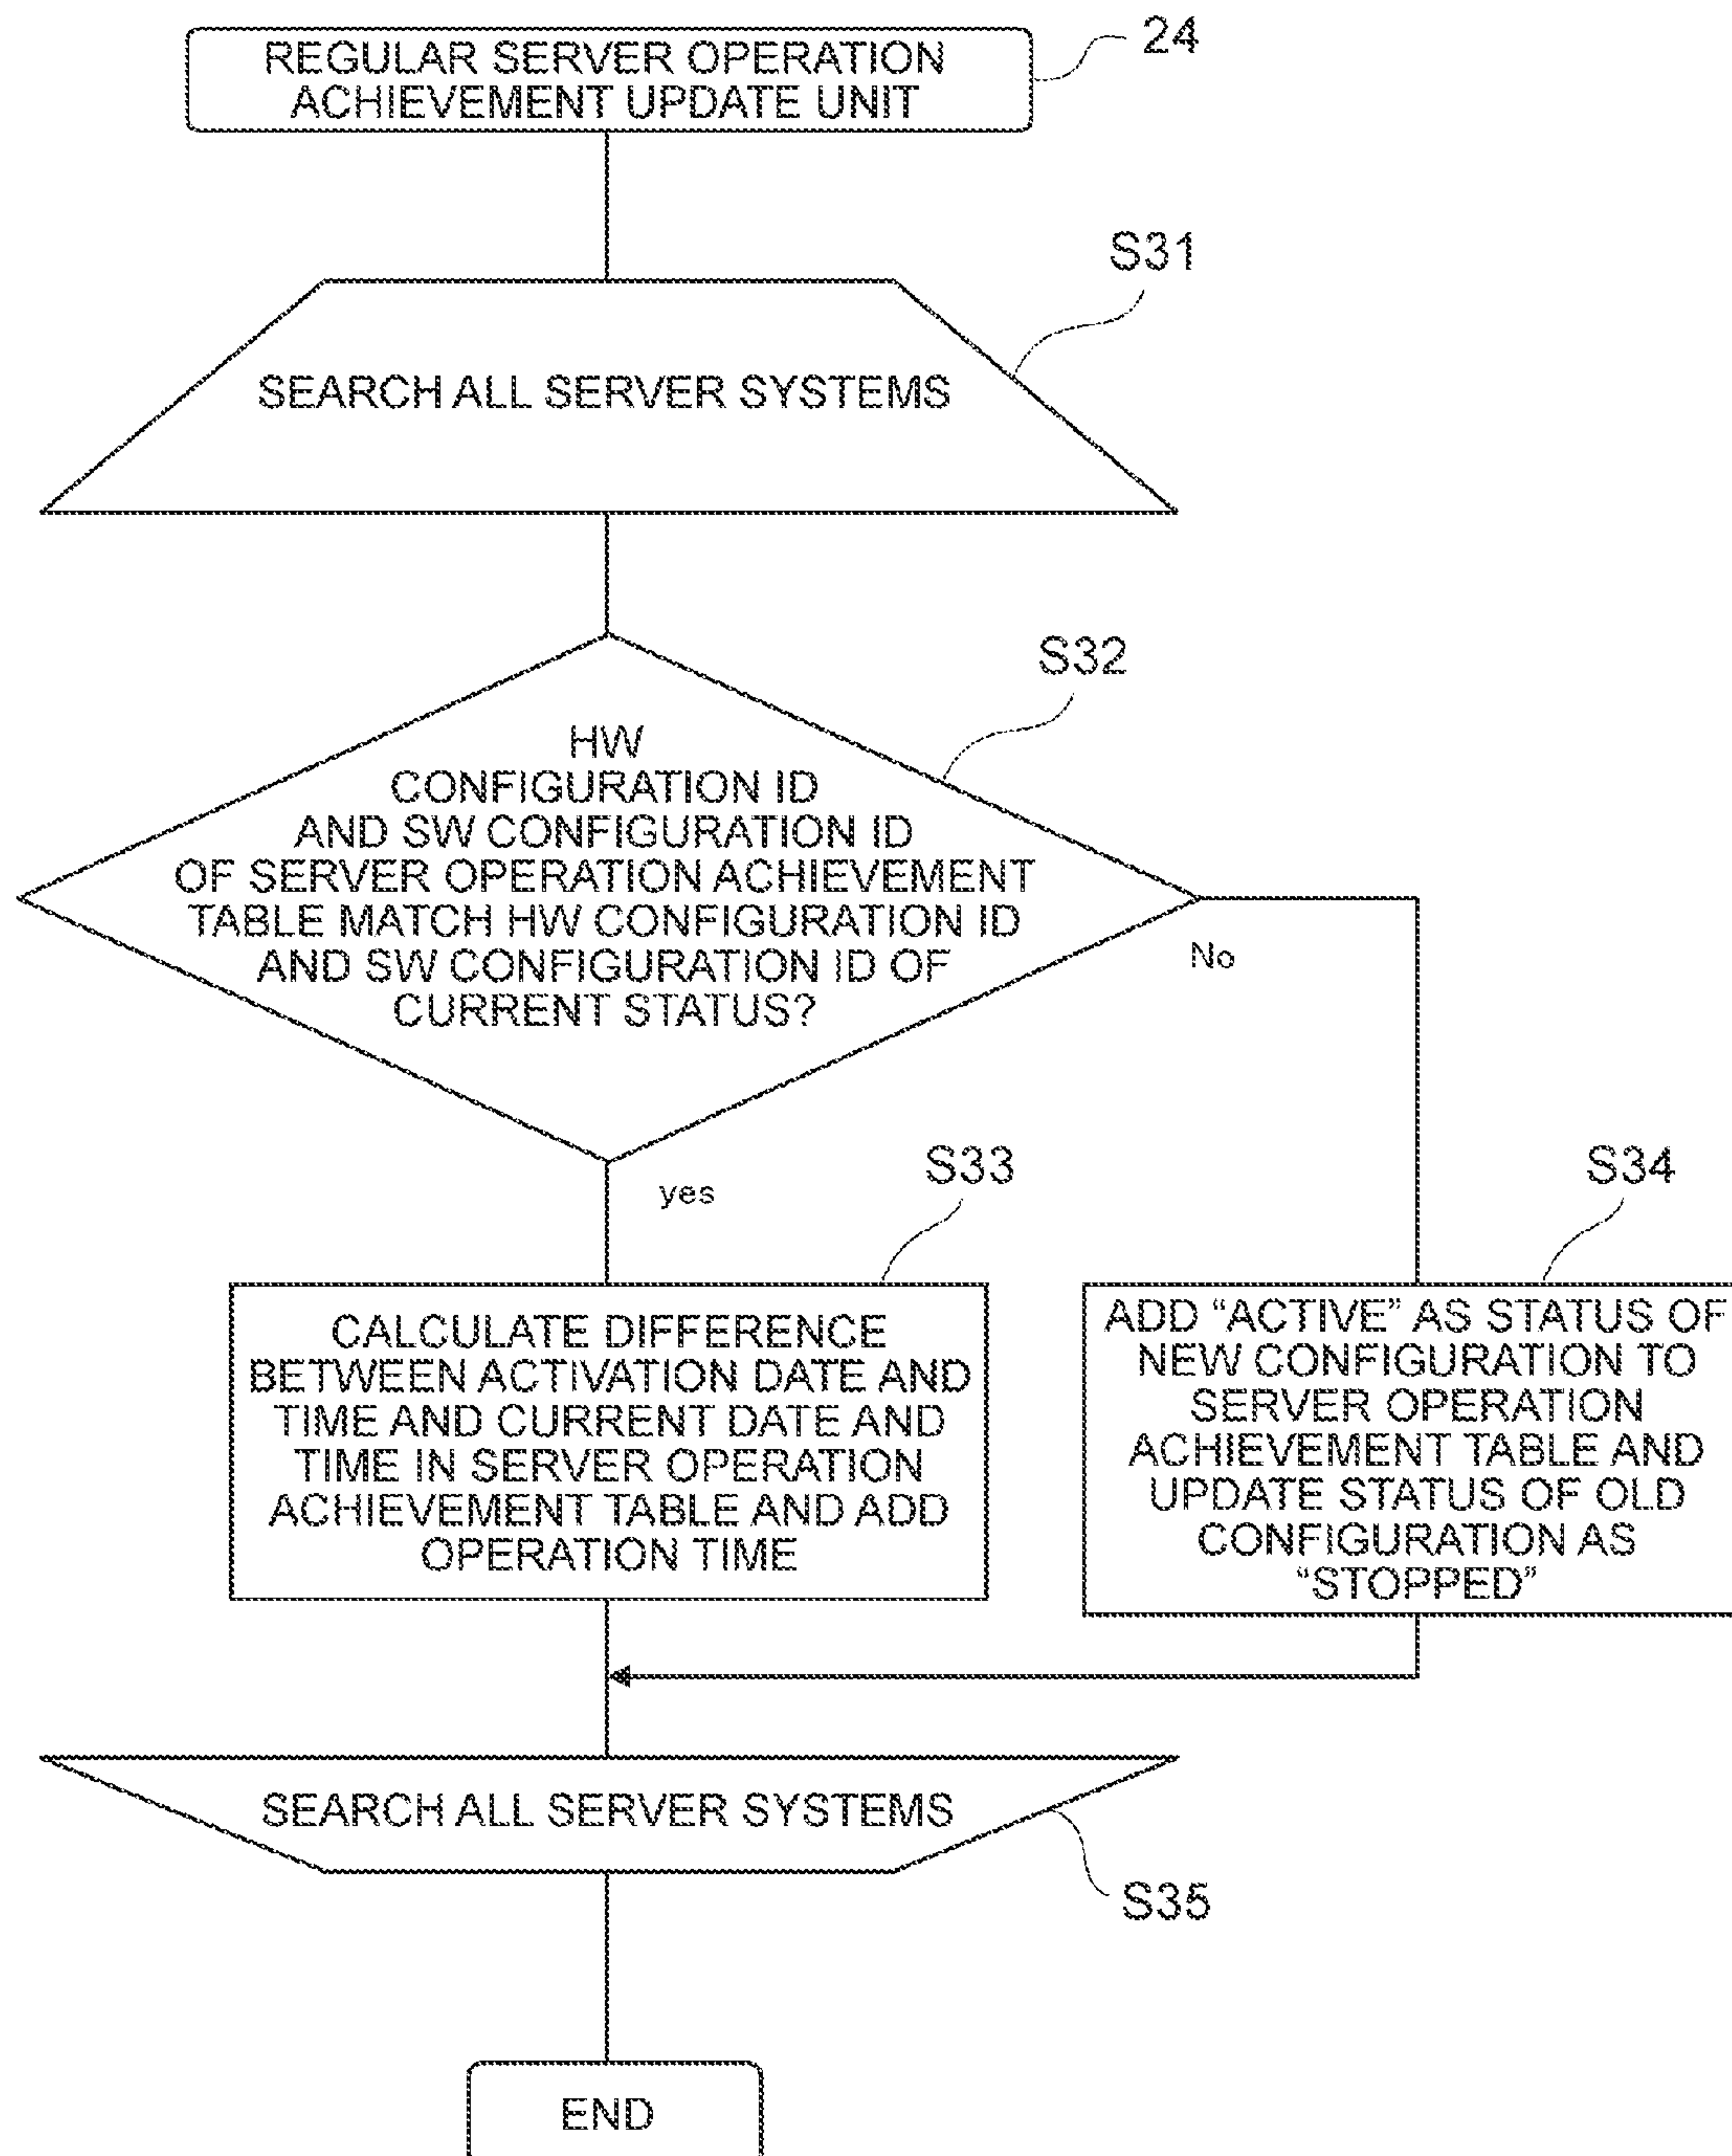 REGULAR SERVER OPERATION
ACHIEVEMENT UPDATE UNIT
24
S31
SEARCH ALL SERVER SYSTEMS
S32
HW
CONFIGURATION ID
AND SW CONFIGURATION ID
OF SERVER OPERATION ACHIEVEMENT
TABLE MATCH HW CONFIGURATION ID
AND SW CONFIGURATION ID OF
CURRENT STATUS?
No
yes
S33
CALCULATE DIFFERENCE
BETWEEN ACTIVATION DATE AND
TIME AND CURRENT DATE AND
TIME IN SERVER OPERATION
ACHIEVEMENT TABLE AND ADD
OPERATION TIME
S34
ADD “ACTIVE” AS STATUS OF
NEW CONFIGURATION TO
SERVER OPERATION
ACHIEVEMENT TABLE AND
UPDATE STATUS OF OLD
CONFIGURATION AS
“STOPPED”
SEARCH ALL SERVER SYSTEMS
S35
END